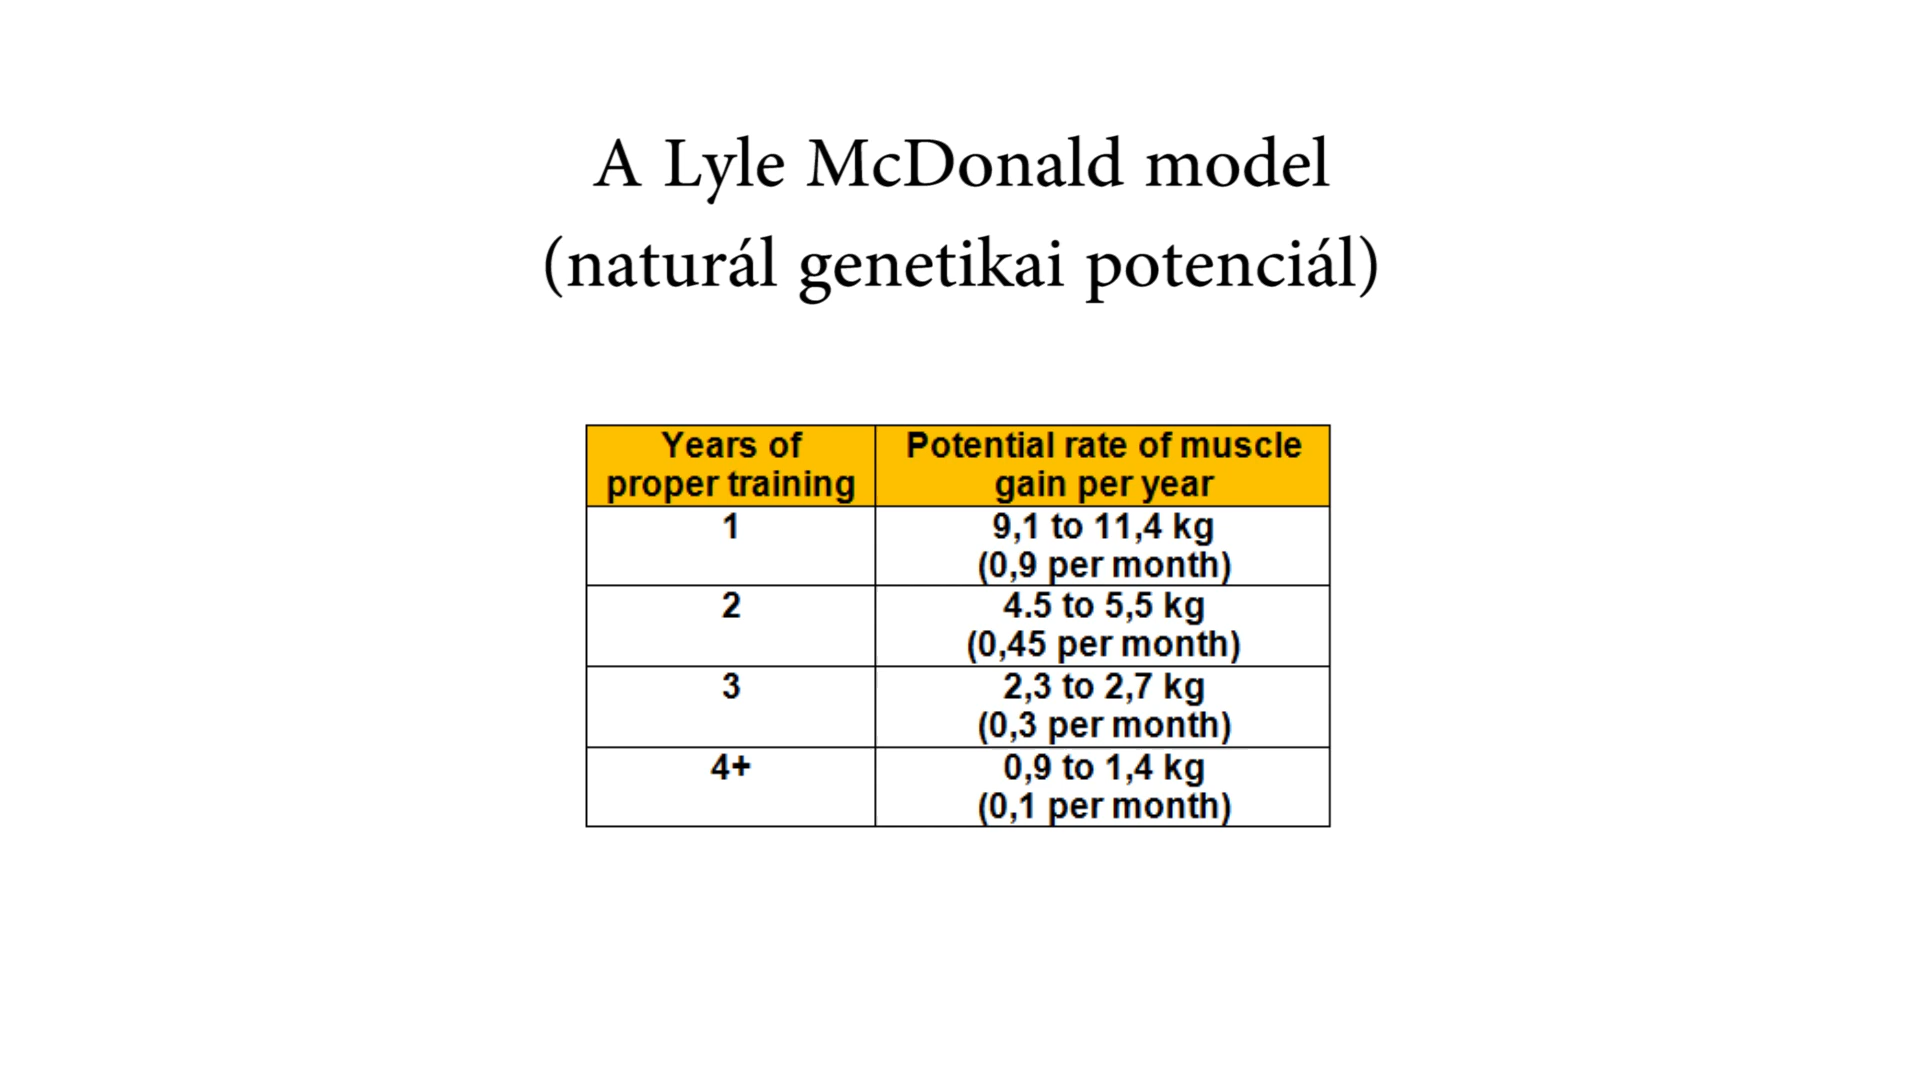 A Lyle McDonald model
(naturál genetikai potenciál)
Years of proper training
Potential rate of muscle gain per year
1
9,1 to 11,4 kg
(0,9 per month)
2
4.5 to 5,5 kg
(0,45 per month)
3
2,3 to 2,7 kg
(0,3 per month)
4+
0,9 to 1,4 kg
(0,1 per month)